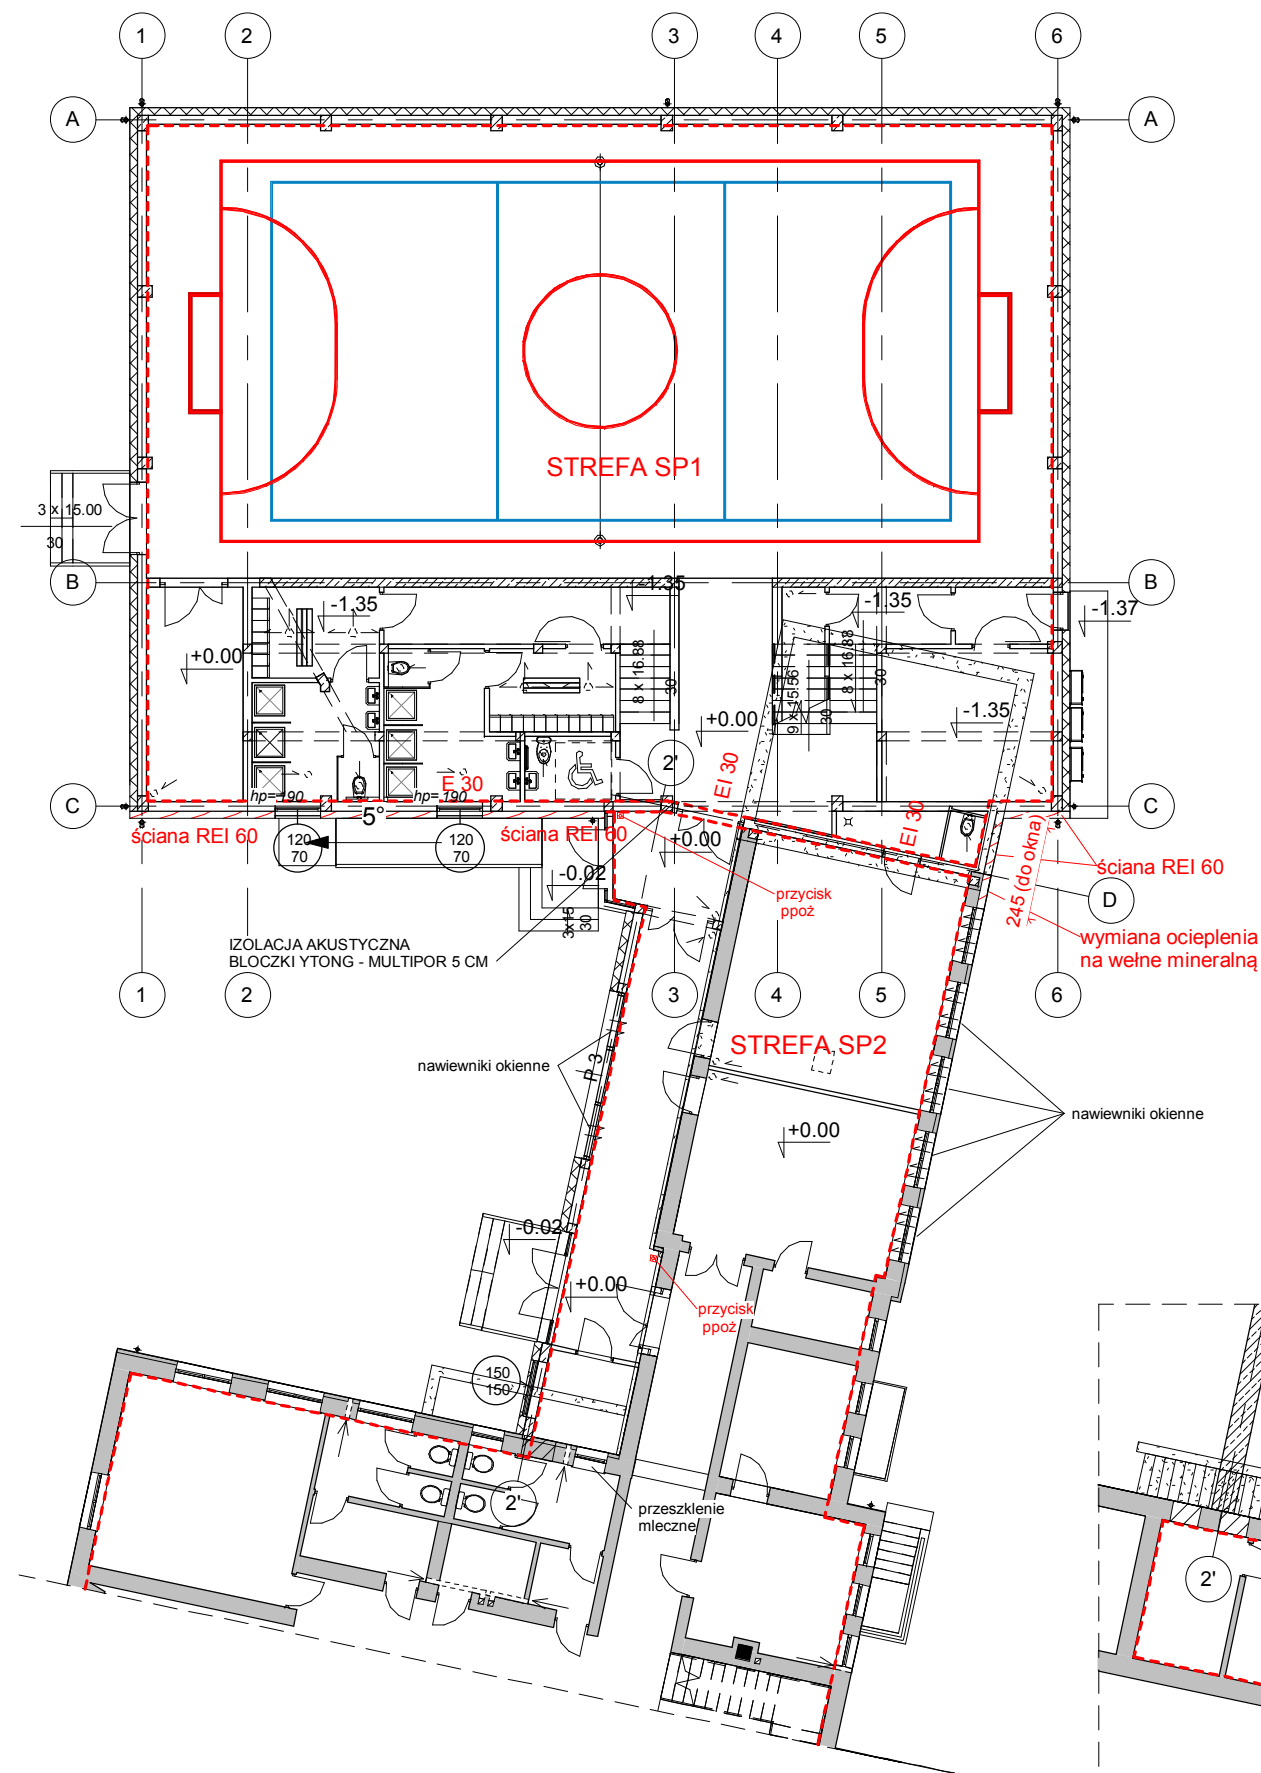 1
2
3
4
5
6
A
A
STREFA SP1
3 x 15.00
30
B
B
-1.35
-1.35
-1.35
-1.37
+0.00
8 x 16.88
30
9 x 15.56
30
8 x 16.88
30
+0.00
-1.35
2'
EI 30
E 30
hp=190
hp=190
C
C
5°
EI 30
ściana REI 60
120
70
120
70
ściana REI 60
+0.00
-0.02
3x15
30
przycisk
ppoż
245 (do okna)
ściana REI 60
D
IZOLACJA AKUSTYCZNA
BLOCZKI YTONG - MULTIPOR 5 CM
wymiana ocieplenia
na wełne mineralną
1
2
3
4
5
6
STREFA SP2
nawiewniki okienne
P 3
nawiewniki okienne
+0.00
-0.02
+0.00
przycisk
ppoż
150
150
2'
przeszklenie
mleczne
2'